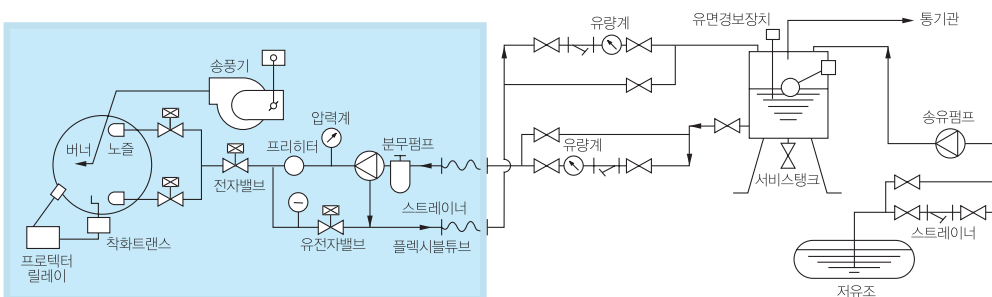 유량계
유면경보장치
통기관
송풍기
압력계
버너
노즐
프리히터
분무펌프
유량계
송유펌프
전자밸브
서비스탱크
스트레이너
착화트랜스
유전자밸브
플렉시블튜브
스트레이너
프로텍터
릴레이
저유조